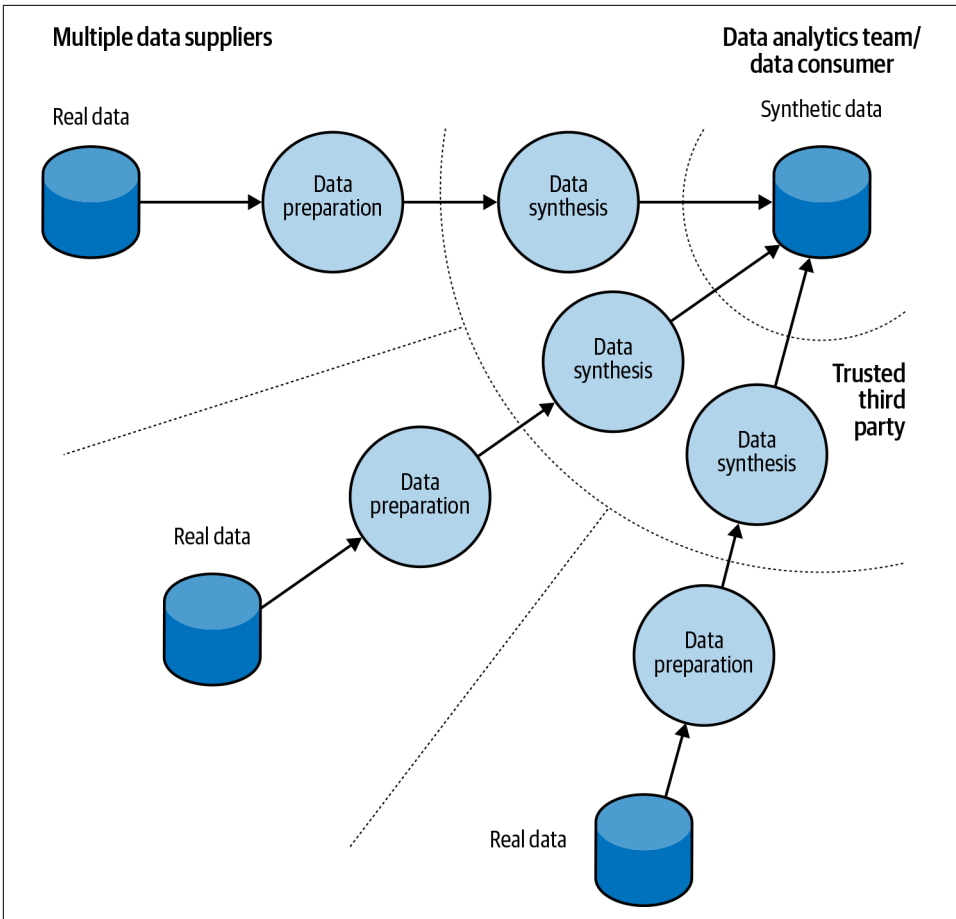 Multiple data suppliers
Data analytics team/
data consumer
Real data
Synthetic data
Data
preparation
Data
synthesis
Data
synthesis
Trusted
third
party
Data
synthesis
Data
preparation
Real data
Data
preparation
Real data